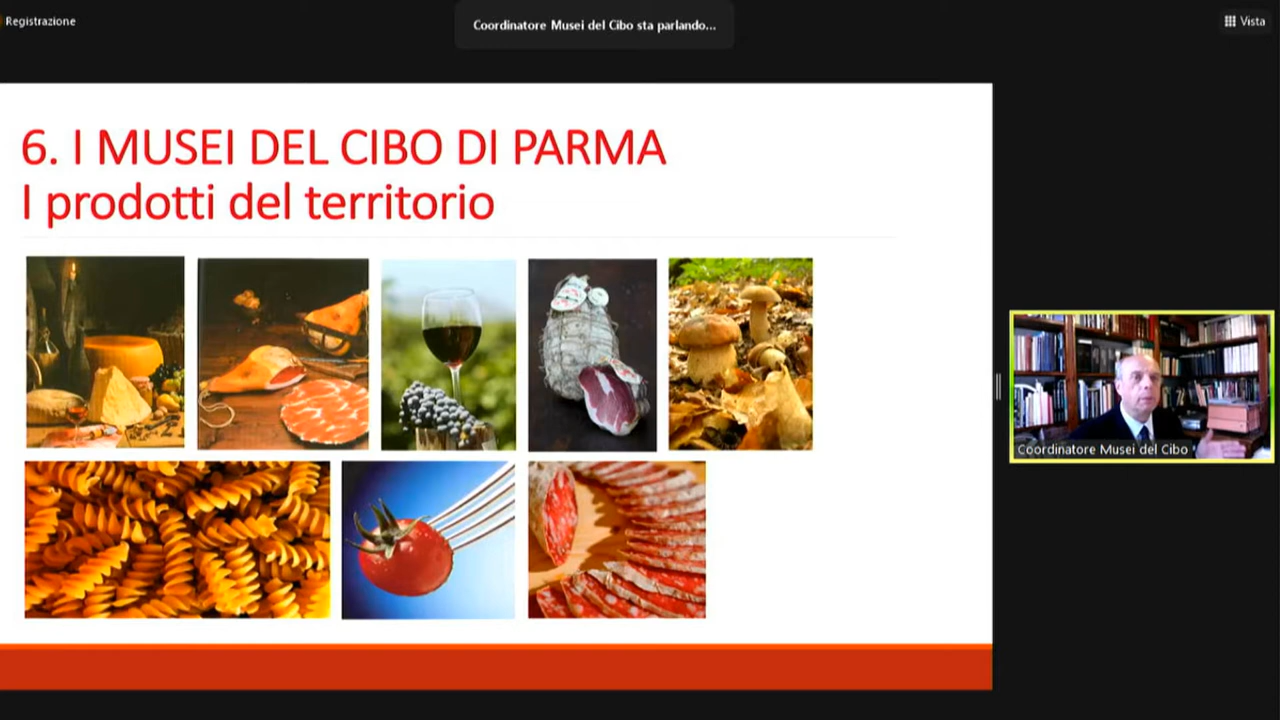 Registrazione
Coordinatore Musei del Cibo sta parlando...
Vista
6. I MUSEI DEL CIBO DI PARMA
I prodotti del territorio
Coordinatore Musei del Cibo